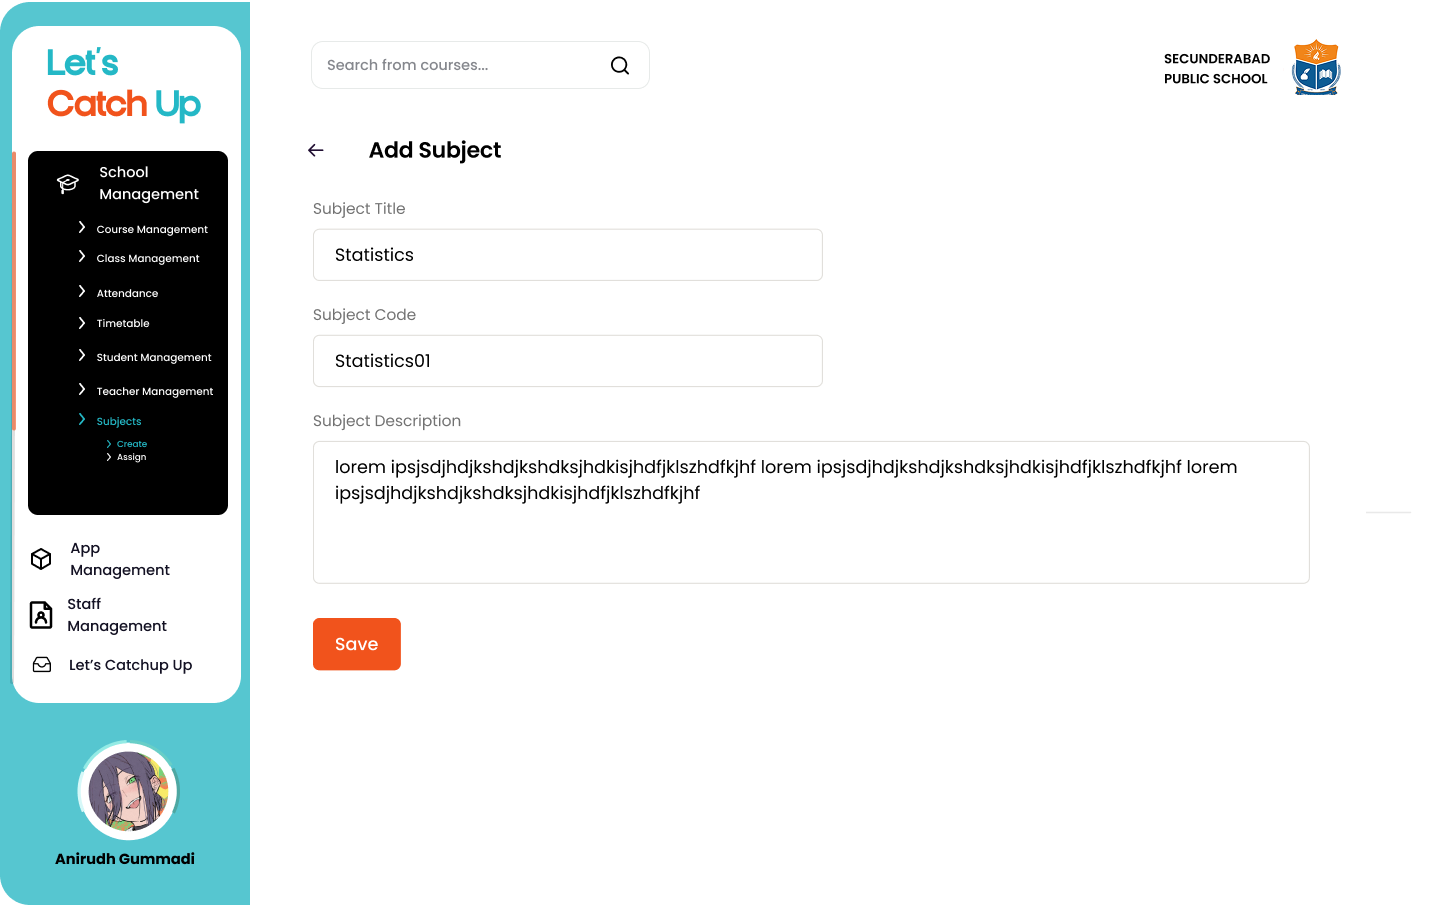 Let's
Catch Up
School
Management
Course Management
Class Management
Attendance
Timetable
Student Management
Teacher Management
Subjects
Create
Assign
App
Management
Staff
Management
Let's Catchup Up
Anirudh Gummadi
Search from courses...
SECUNDERABAD
PUBLIC SCHOOL
Add Subject
Subject Title
Statistics
Subject Code
Statistics01
Subject Description
lorem ipsjsdjhdjkshdjkshdksjhdkisjhdfjklszhdfkjhf lorem ipsjsdjhdjkshdjkshdksjhdkisjhdfjklszhdfkjhf lorem
ipsjsdjhdjkshdjkshdksjhdkisjhdfjklszhdfkjhf
Save